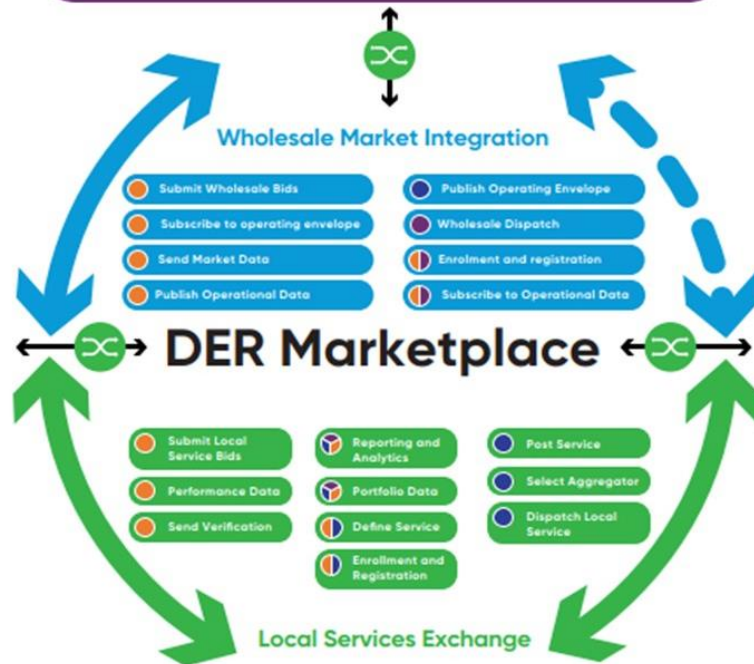 Wholesale Market Integration
Submit Wholesale Bids
Publish Operating Envelope
Subscribe to operating envelope
Wholesale Dispatch
Send Market Data
Enrolment and registration
Publish Operational Data
Subscribe to Operational Data
DER Marketplace
Submit Local
Service Bids
Performance Data
Send Verification
Reporting and
Analytics
Portfolio Data
Define Service
Enrollment and
Registration
Post Service
Select Aggregator
Dispatch Local
Service
Local Services Exchange